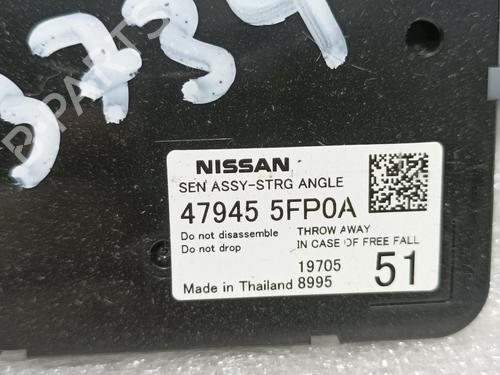 NISSAN
SEN ASSY-STRG ANGLE
47945 5FP0A
Do not disassemble
Do not drop
THROW AWAY
IN CASE OF FREE FALL
19705
Made in Thailand 8995
51